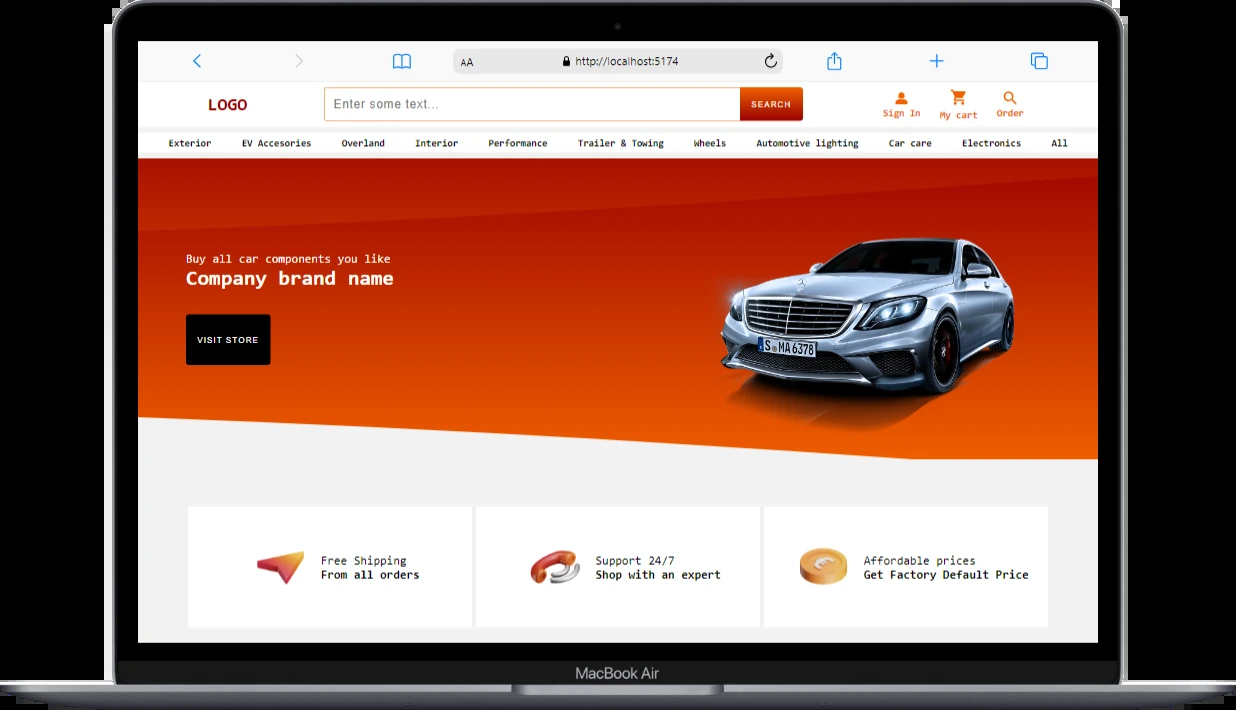 AA
http://localhost:5174
LOGO
Enter some text...
SEARCH
Sign In
My cart
Order
Exterior EV Accesories Overland Interior Performance Trailer & Towing Wheels Automotive lighting Car care Electronics All
Buy all car components you like
Company brand name
VISIT STORE
S MA 6378
Free Shipping
From all orders
Support 24/7
Shop with an expert
Affordable prices
Get Factory Default Price
MacBook Air